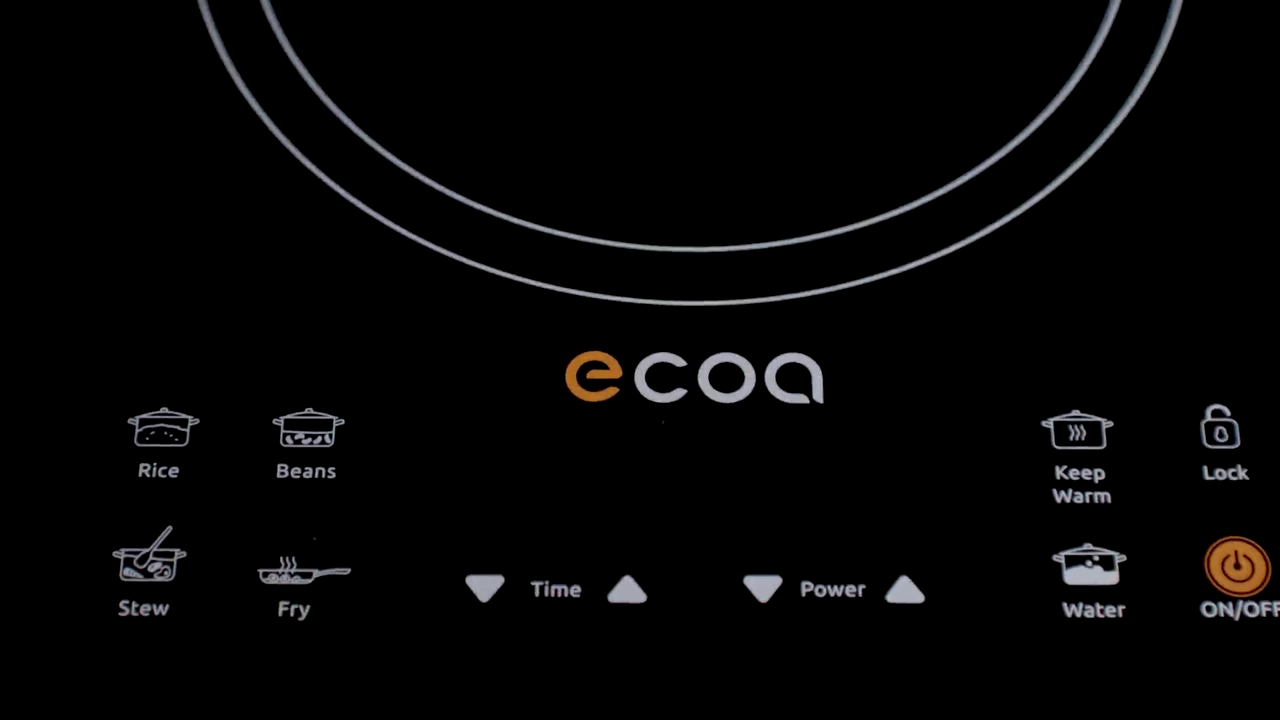 ecoa
Rice
Beans
Keep
Warm
Lock
Stew
Fry
Time
Power
Water
ON/OFF